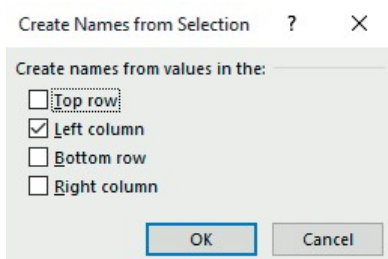 Create Names from Selection ? ×
Create names from values in the:
Top row
Left column
Bottom row
Right column
OK Cancel